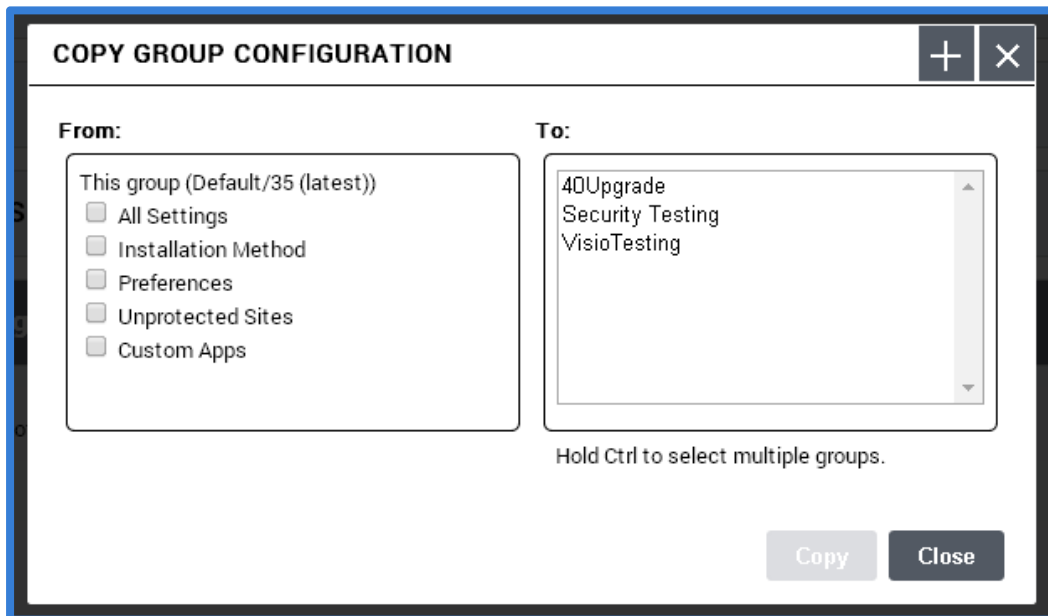 COPY GROUP CONFIGURATION
From:
This group (Default/35 (latest))
All Settings
Installation Method
Preferences
Unprotected Sites
Custom Apps
To:
40Upgrade
Security Testing
VisioTesting
Hold Ctrl to select multiple groups.
Copy
Close